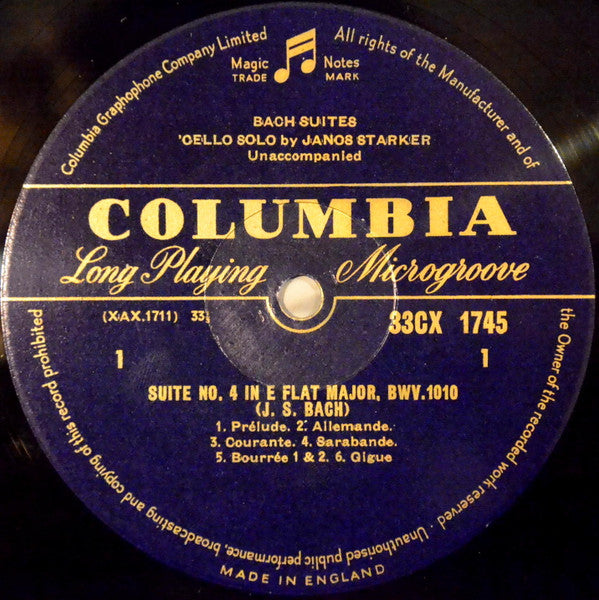 Columbia Graphophone Company Limited
All rights of the Manufacturer and of
the Owner of the recorded work reserved · Unauthorised public performance, broadcasting and copying of this record prohibited
Magic Notes
TRADE MARK
BACH SUITES
'CELLO SOLO by JANOS STARKER
Unaccompanied
COLUMBIA
Long Playing Microgroove
(XAX.1711) 33
33CX 1745
1 1
SUITE NO. 4 IN E FLAT MAJOR, BWV.1010
(J. S. BACH)
1. Prélude. 2. Allemande.
3. Courante. 4. Sarabande.
5. Bourrée 1 & 2. 6. Gigue
MADE IN ENGLAND